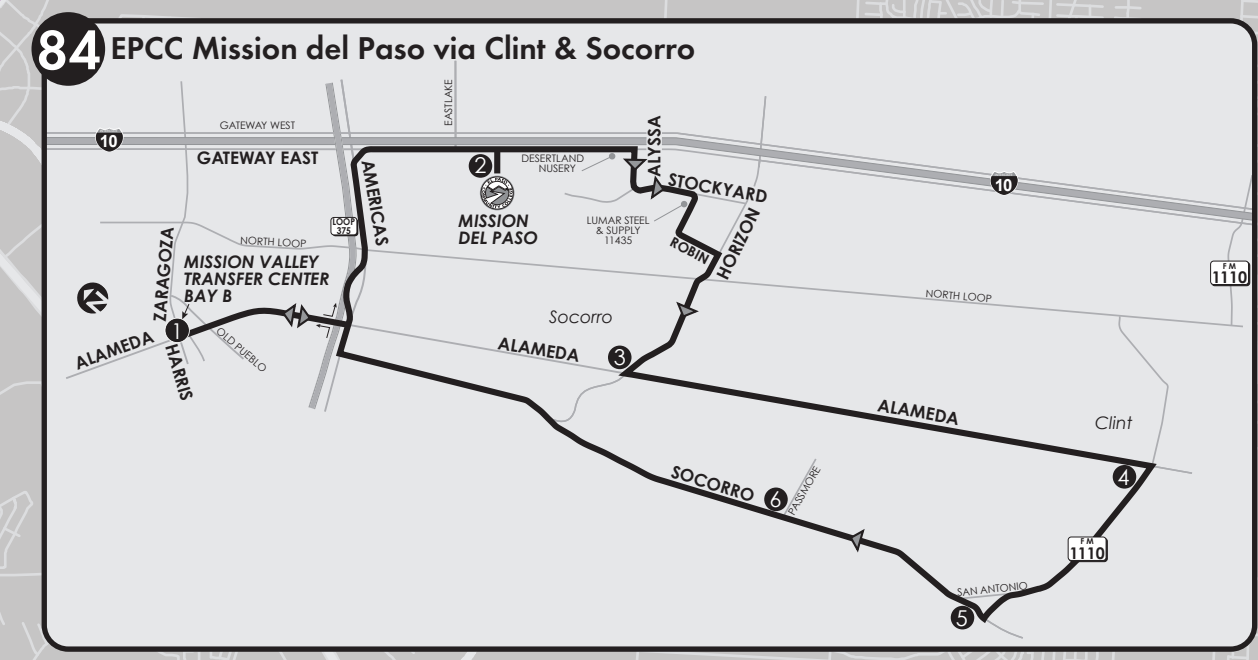 84 EPCC Mission del Paso via Clint & Socorro
EASTLAKE
GATEWAY WEST
10
GATEWAY EAST
ALYSSA
DESERTLAND
NUSERY
2
STOCKYARD
10
AMERICAS
LOOP
375
MISSION
DEL PASO
LUMAR STEEL
& SUPPLY
11435
ROBIN
HORIZON
ZARAGOZA
NORTH LOOP
MISSION VALLEY
TRANSFER CENTER
BAY B
FM
1110
NORTH LOOP
1
Socorro
ALAMEDA
HARRIS
OLD PUEBLO
ALAMEDA
3
ALAMEDA
Clint
4
SOCORRO
6
PASSMORE
FM
1110
SAN ANTONIO
5